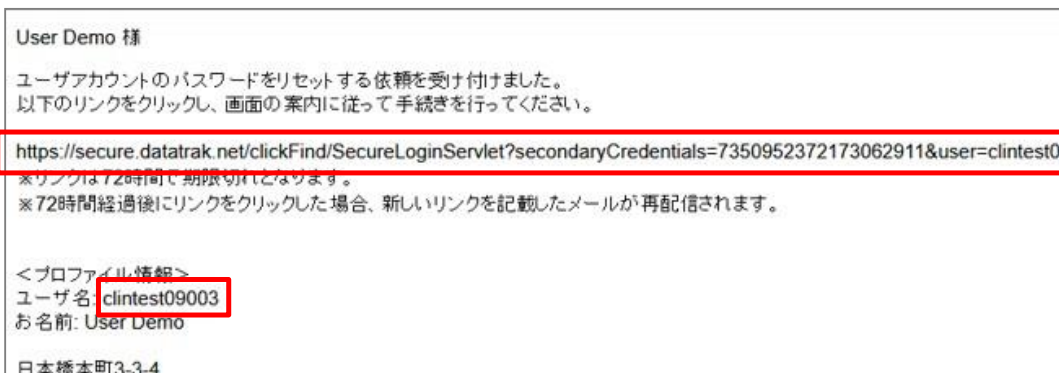 User Demo 様
ユーザアカウントのパスワードをリセットする依頼を受け付けました。
以下のリンクをクリックし、画面の案内に従って手続きを行ってください。
https://secure.datatrak.net/clickFind/SecureLoginServlet?secondaryCredentials=7350952372173062911&user=clintest0
※リンクは72時間で期限切れとなります。
※72時間経過後にリンクをクリックした場合、新しいリンクを記載したメールが再配信されます。
＜プロファイル情報＞
ユーザ名: clintest09003
お名前: User Demo
日本橋本町3-3-4